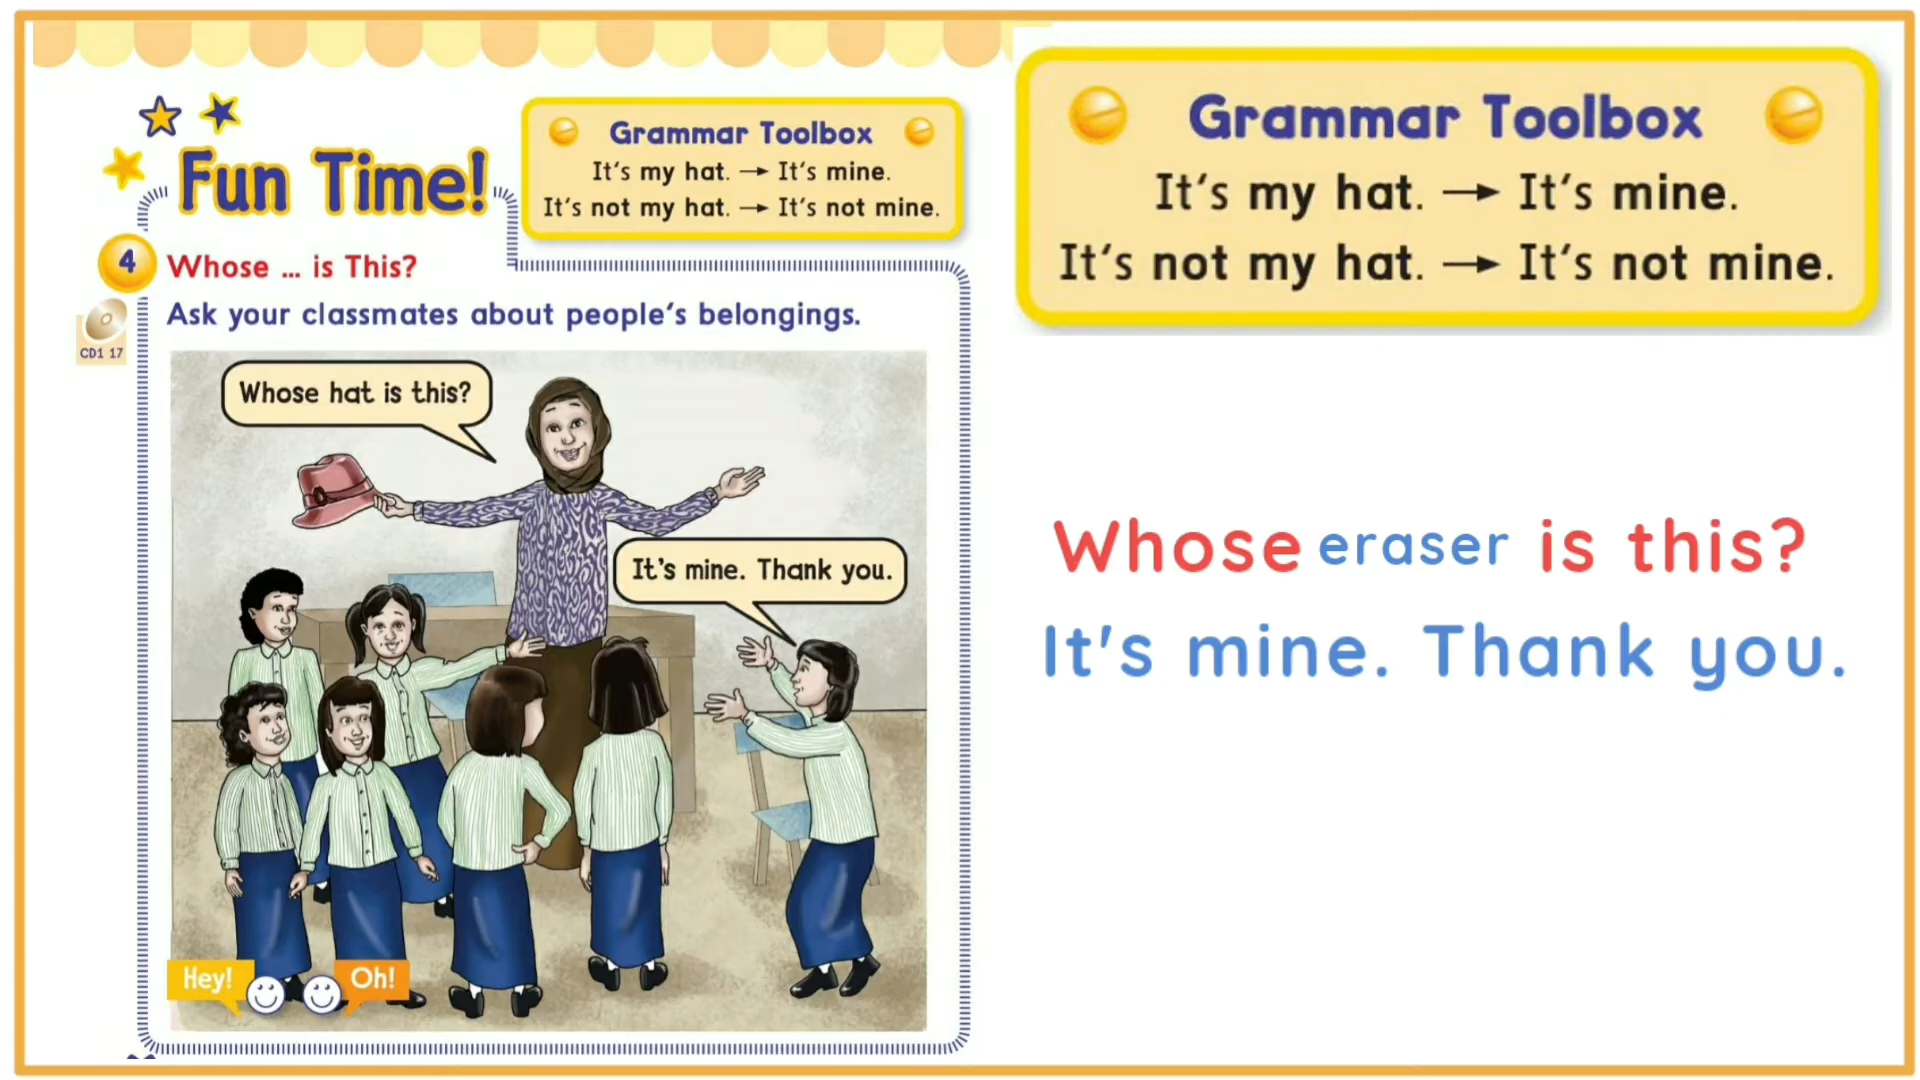 Fun Time!
Grammar Toolbox
It's my hat. → It's mine.
It's not my hat. → It's not mine.
4 Whose ... is This?
CD1 17
Ask your classmates about people's belongings.
Whose hat is this?
It's mine. Thank you.
Hey!
Oh!
Grammar Toolbox
It's my hat. → It's mine.
It's not my hat. → It's not mine.
Whose eraser is this?
It's mine. Thank you.